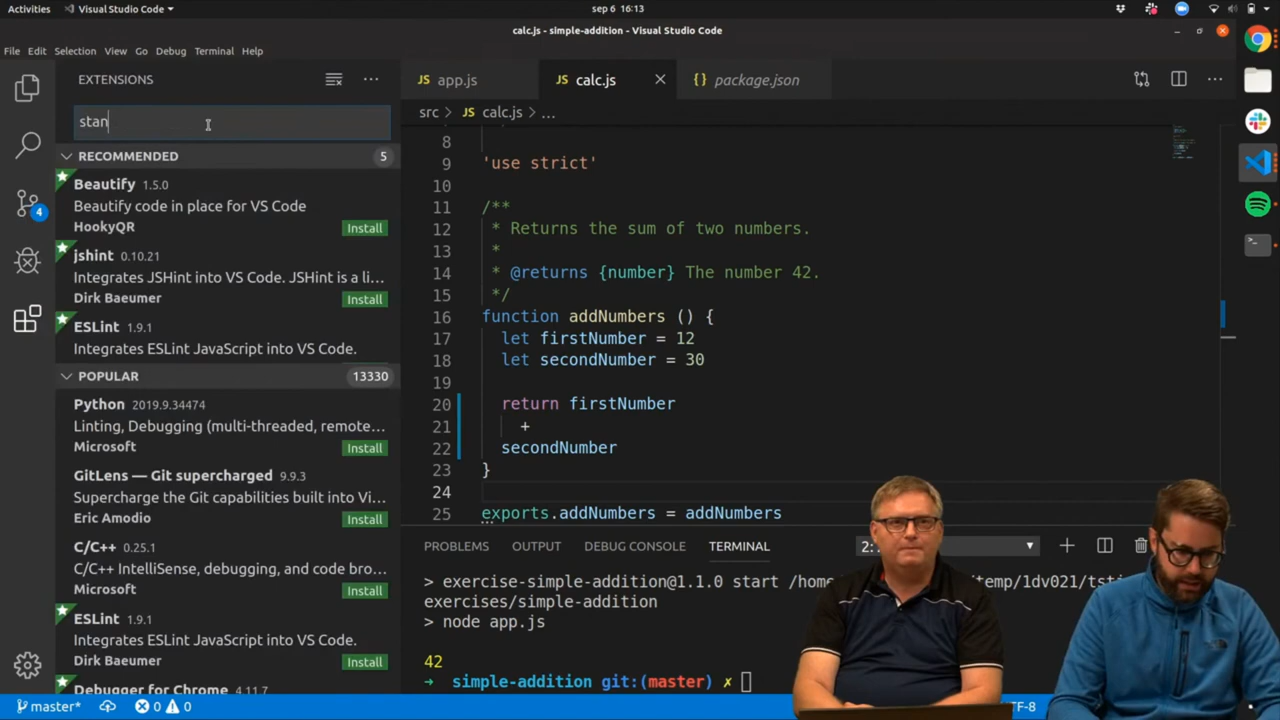 Activities
Visual Studio Code
sep 6 16:13
calc.js - simple-addition - Visual Studio Code
File Edit Selection View Go Debug Terminal Help
EXTENSIONS
stan
RECOMMENDED 5
Beautify 1.5.0
Beautify code in place for VS Code
HookyQR Install
jshint 0.10.21
Integrates JSHint into VS Code. JSHint is a li...
Dirk Baeumer Install
ESLint 1.9.1
Integrates ESLint JavaScript into VS Code.
POPULAR 13330
Python 2019.9.34474
Linting, Debugging (multi-threaded, remote...
Microsoft Install
GitLens — Git supercharged 9.9.3
Supercharge the Git capabilities built into Vi...
Eric Amodio Install
C/C++ 0.25.1
C/C++ IntelliSense, debugging, and code bro...
Microsoft Install
ESLint 1.9.1
Integrates ESLint JavaScript into VS Code.
Dirk Baeumer Install
Debugger for Chrome 4.11.7
4
JS app.js
JS calc.js
{} package.json
src > JS calc.js > ...
8
9 'use strict'
10
11 /**
12 * Returns the sum of two numbers.
13 *
14 * @returns {number} The number 42.
15 */
16 function addNumbers () {
17 let firstNumber = 12
18 let secondNumber = 30
19
20 return firstNumber
21 +
22 secondNumber
23 }
24
25 exports.addNumbers = addNumbers
PROBLEMS OUTPUT DEBUG CONSOLE TERMINAL 2:
> exercise-simple-addition@1.1.0 start /home
temp/1dv021/tsti
exercises/simple-addition
> node app.js
42
→ simple-addition git:(master) ✗
master* 0 0
TF-8